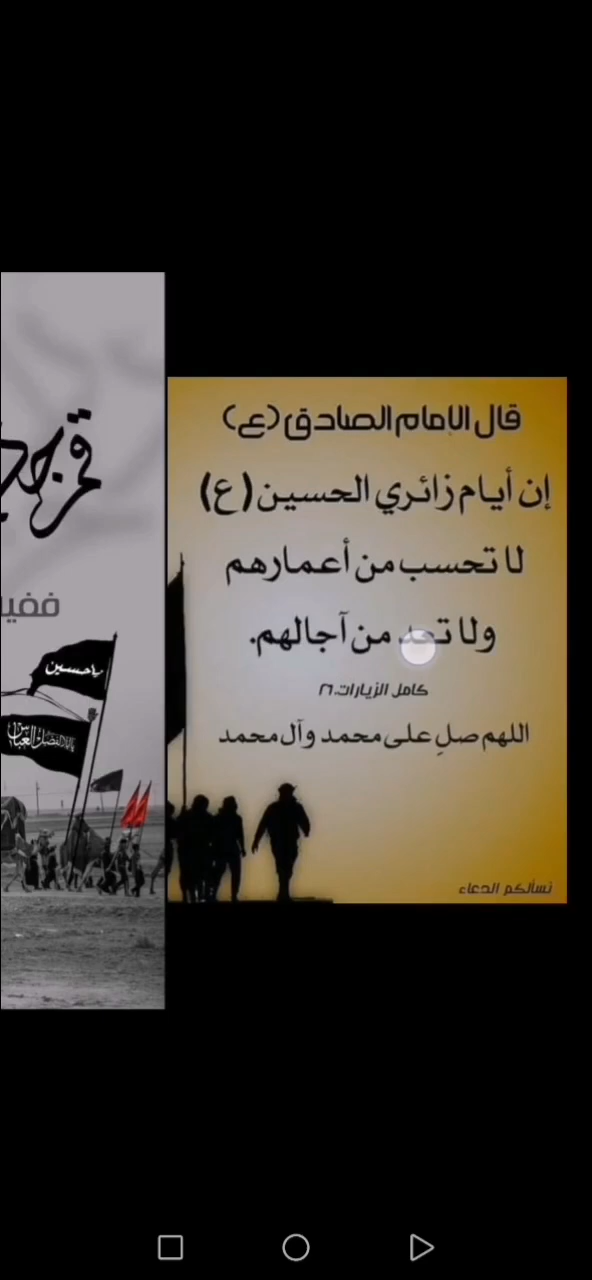 قال الإمام الصادق (ع)
إن أيام زائري الحسين (ع)
لا تحسب من أعمارهم
ولا تعد من آجالهم.
كامل الزيارات،٢٦
اللهم صلِ على محمد وآل محمد
نسألكم الدعاء
ياحسين